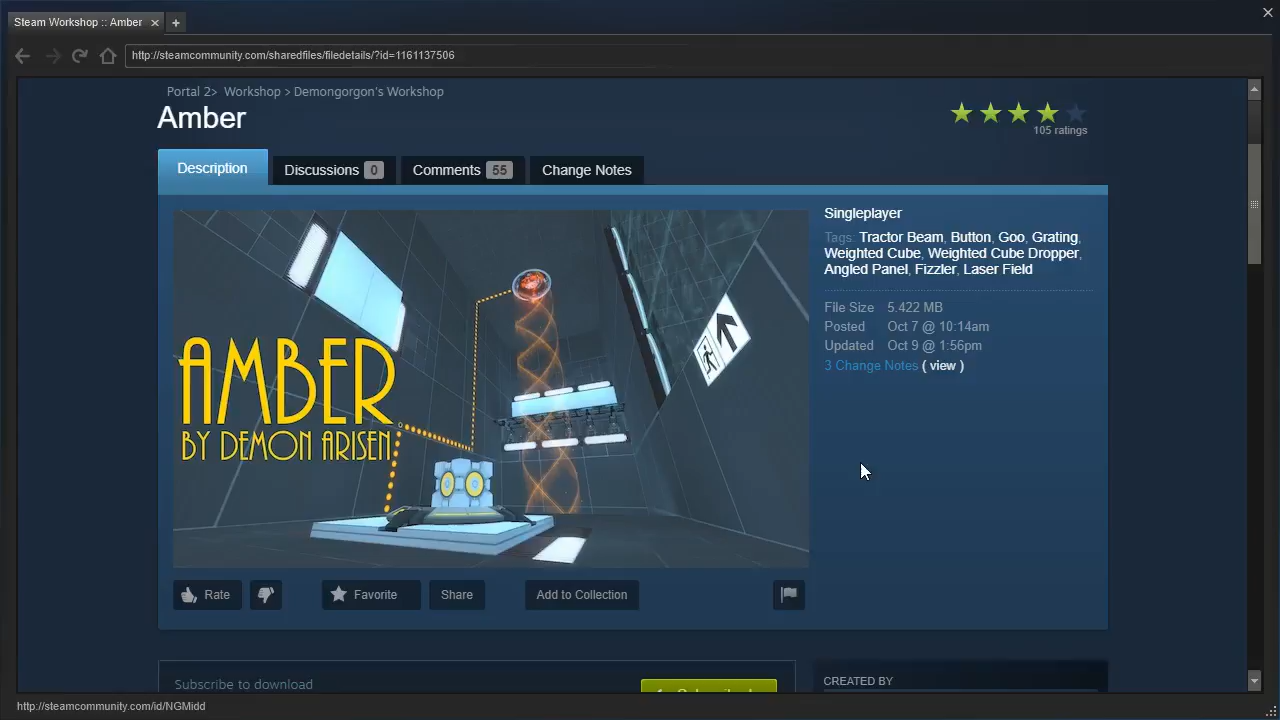 Steam Workshop :: Amber
http://steamcommunity.com/sharedfiles/filedetails/?id=1161137506
Portal 2> Workshop > Demongorgon's Workshop
Amber
105 ratings
Description
Discussions 0
Comments 55
Change Notes
AMBER
BY DEMON ARISEN
Singleplayer
Tags: Tractor Beam, Button, Goo, Grating,
Weighted Cube, Weighted Cube Dropper,
Angled Panel, Fizzler, Laser Field
File Size 5.422 MB
Posted Oct 7 @ 10:14am
Updated Oct 9 @ 1:56pm
3 Change Notes ( view )
Rate
Favorite
Share
Add to Collection
Subscribe to download
CREATED BY
http://steamcommunity.com/id/NGMidd